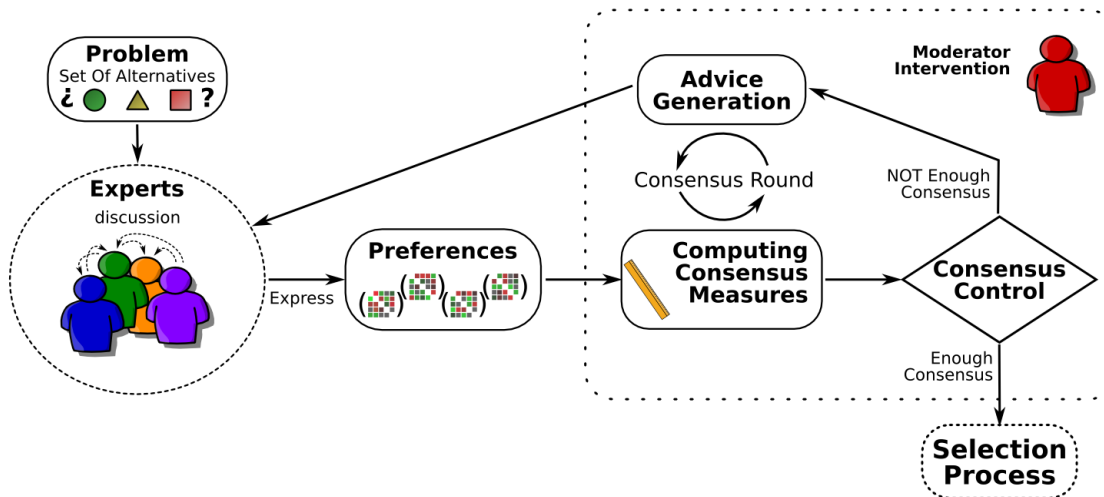 Problem
Set Of Alternatives
¿ ?
Experts
discussion
Express
Preferences
( ) ( ) ( ) ( )
Advice
Generation
Consensus Round
Computing
Consensus
Measures
Moderator
Intervention
NOT Enough
Consensus
Consensus
Control
Enough
Consensus
Selection
Process